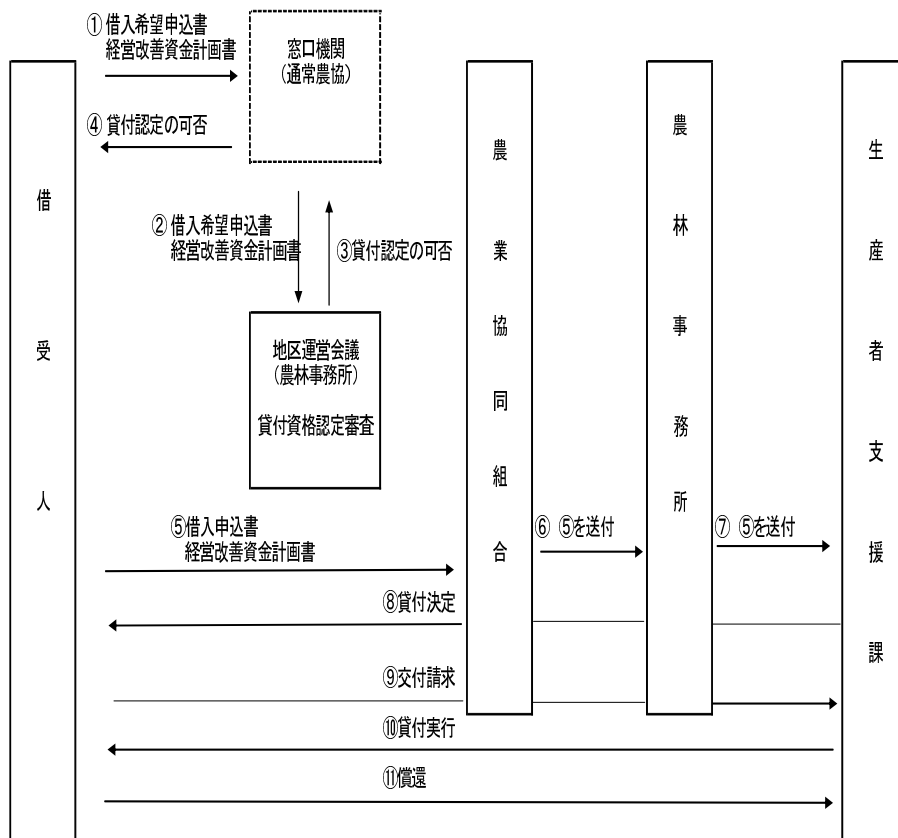 ① 借入希望申込書
経営改善資金計画書
窓口機関
（通常農協）
④ 貸付認定の可否
② 借入希望申込書
経営改善資金計画書
③貸付認定の可否
地区運営会議
（農林事務所）
貸付資格認定審査
借受人
農業協同組合
農林事務所
生産者支援課
⑤借入申込書
経営改善資金計画書
⑥ ⑤を送付
⑦ ⑤を送付
⑧貸付決定
⑨交付請求
⑩貸付実行
⑪償還